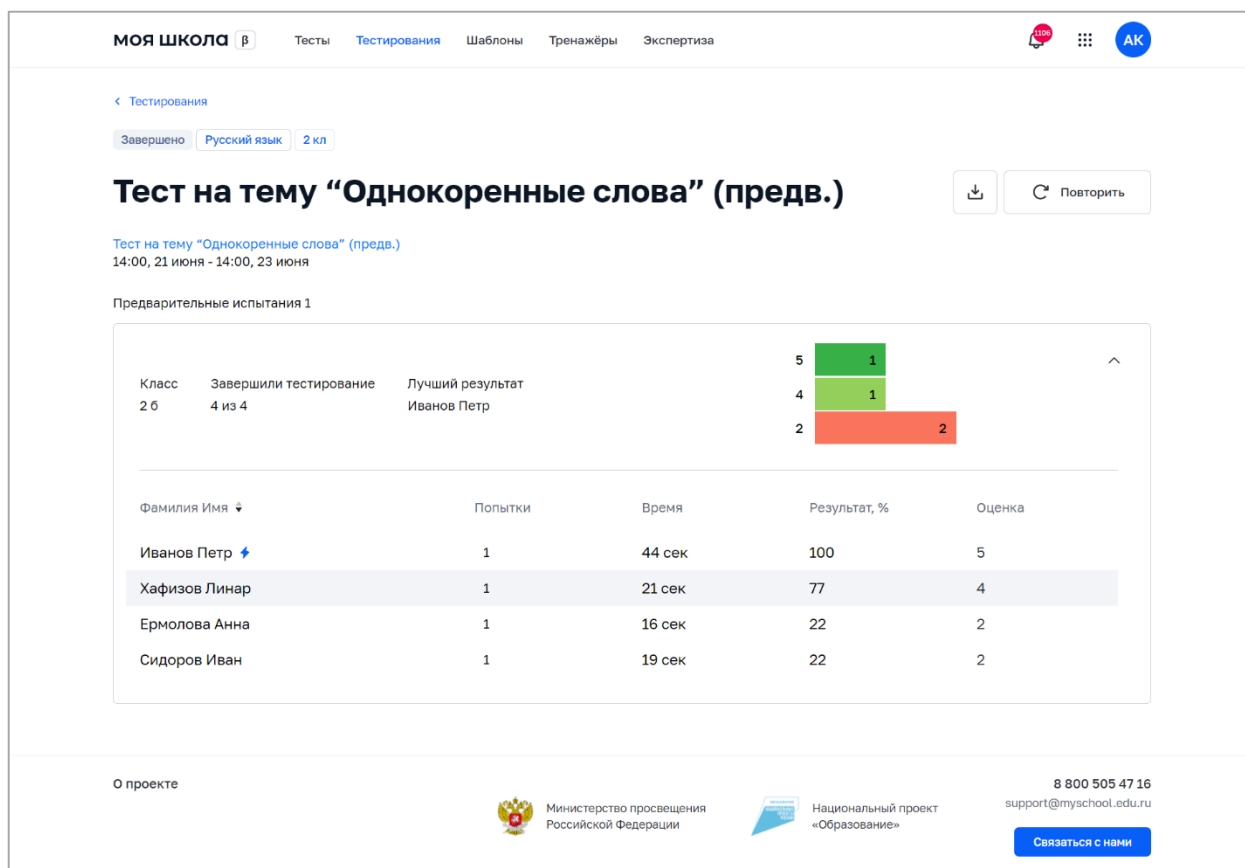 МОЯ ШКОЛА β Тесты Тестирования Шаблоны Тренажёры Экспертиза 1106 АК
Тестирования
Завершено Русский язык 2 кл
Тест на тему “Однокоренные слова” (предв.) Повторить
Тест на тему “Однокоренные слова” (предв.)
14:00, 21 июня - 14:00, 23 июня
Предварительные испытания 1
5 1
Класс Завершили тестирование Лучший результат
4 1
2 б 4 из 4 Иванов Петр
2 2
Фамилия Имя Попытки Время Результат, % Оценка
Иванов Петр 1 44 сек 100 5
Хафизов Линар 1 21 сек 77 4
Ермолова Анна 1 16 сек 22 2
Сидоров Иван 1 19 сек 22 2
О проекте
Министерство просвещения
Российской Федерации
Национальный проект
«Образование»
8 800 505 47 16
support@myschool.edu.ru
Связаться с нами